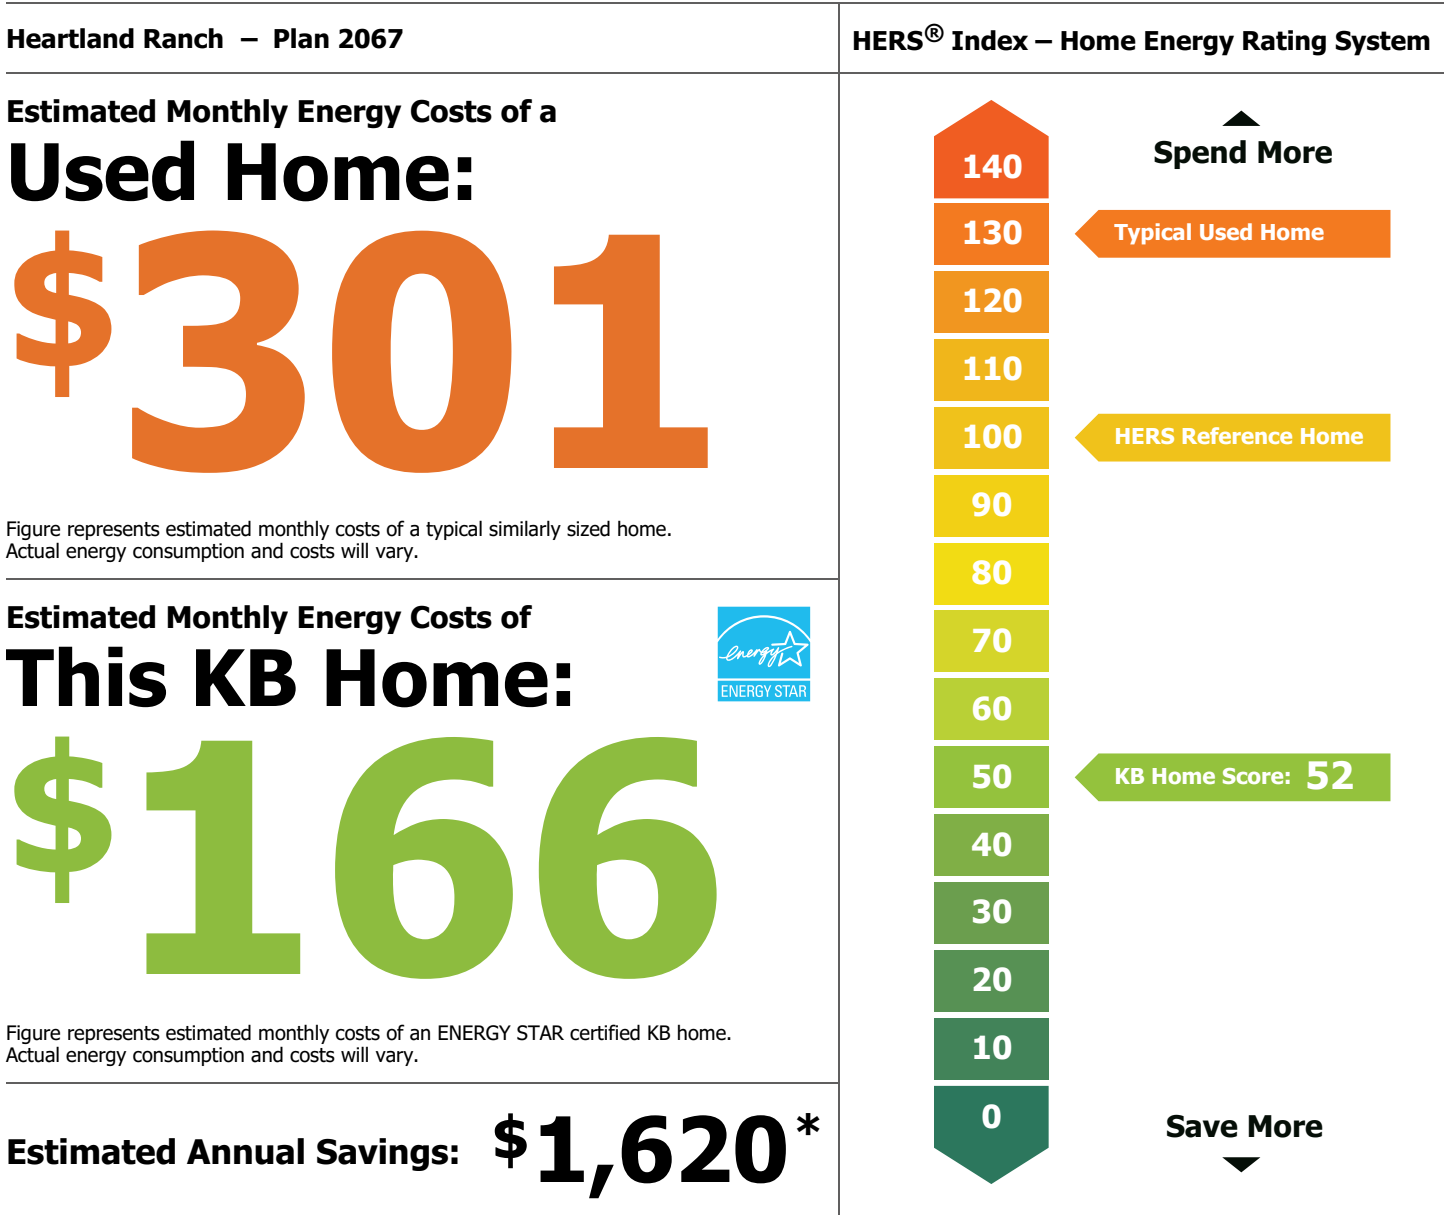 Heartland Ranch – Plan 2067
Estimated Monthly Energy Costs of a
Used Home:
$301
Figure represents estimated monthly costs of a typical similarly sized home.
Actual energy consumption and costs will vary.
Estimated Monthly Energy Costs of
This KB Home:
energy
ENERGY STAR
$166
Figure represents estimated monthly costs of an ENERGY STAR certified KB home.
Actual energy consumption and costs will vary.
Estimated Annual Savings: $1,620*
HERS® Index – Home Energy Rating System
Spend More
140
130
Typical Used Home
120
110
100
HERS Reference Home
90
80
70
60
50
KB Home Score: 52
40
30
20
10
0
Save More